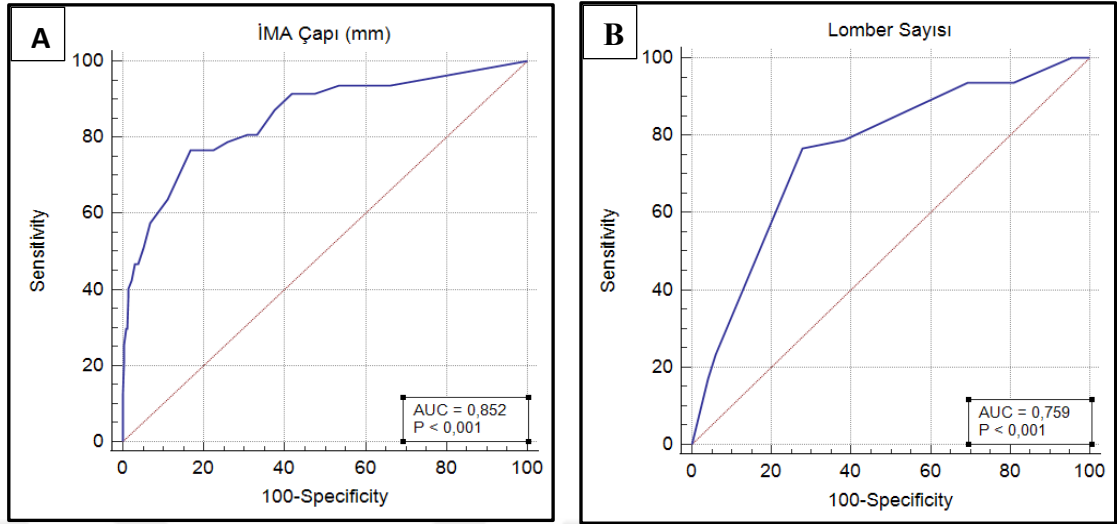 A
İMA Çapı (mm)
100
80
60
40
20
0
Sensitivity
0 20 40 60 80 100
100-Specificity
AUC = 0,852
P < 0,001
B
Lomber Sayısı
100
80
60
40
20
0
Sensitivity
0 20 40 60 80 100
100-Specificity
AUC = 0,759
P < 0,001